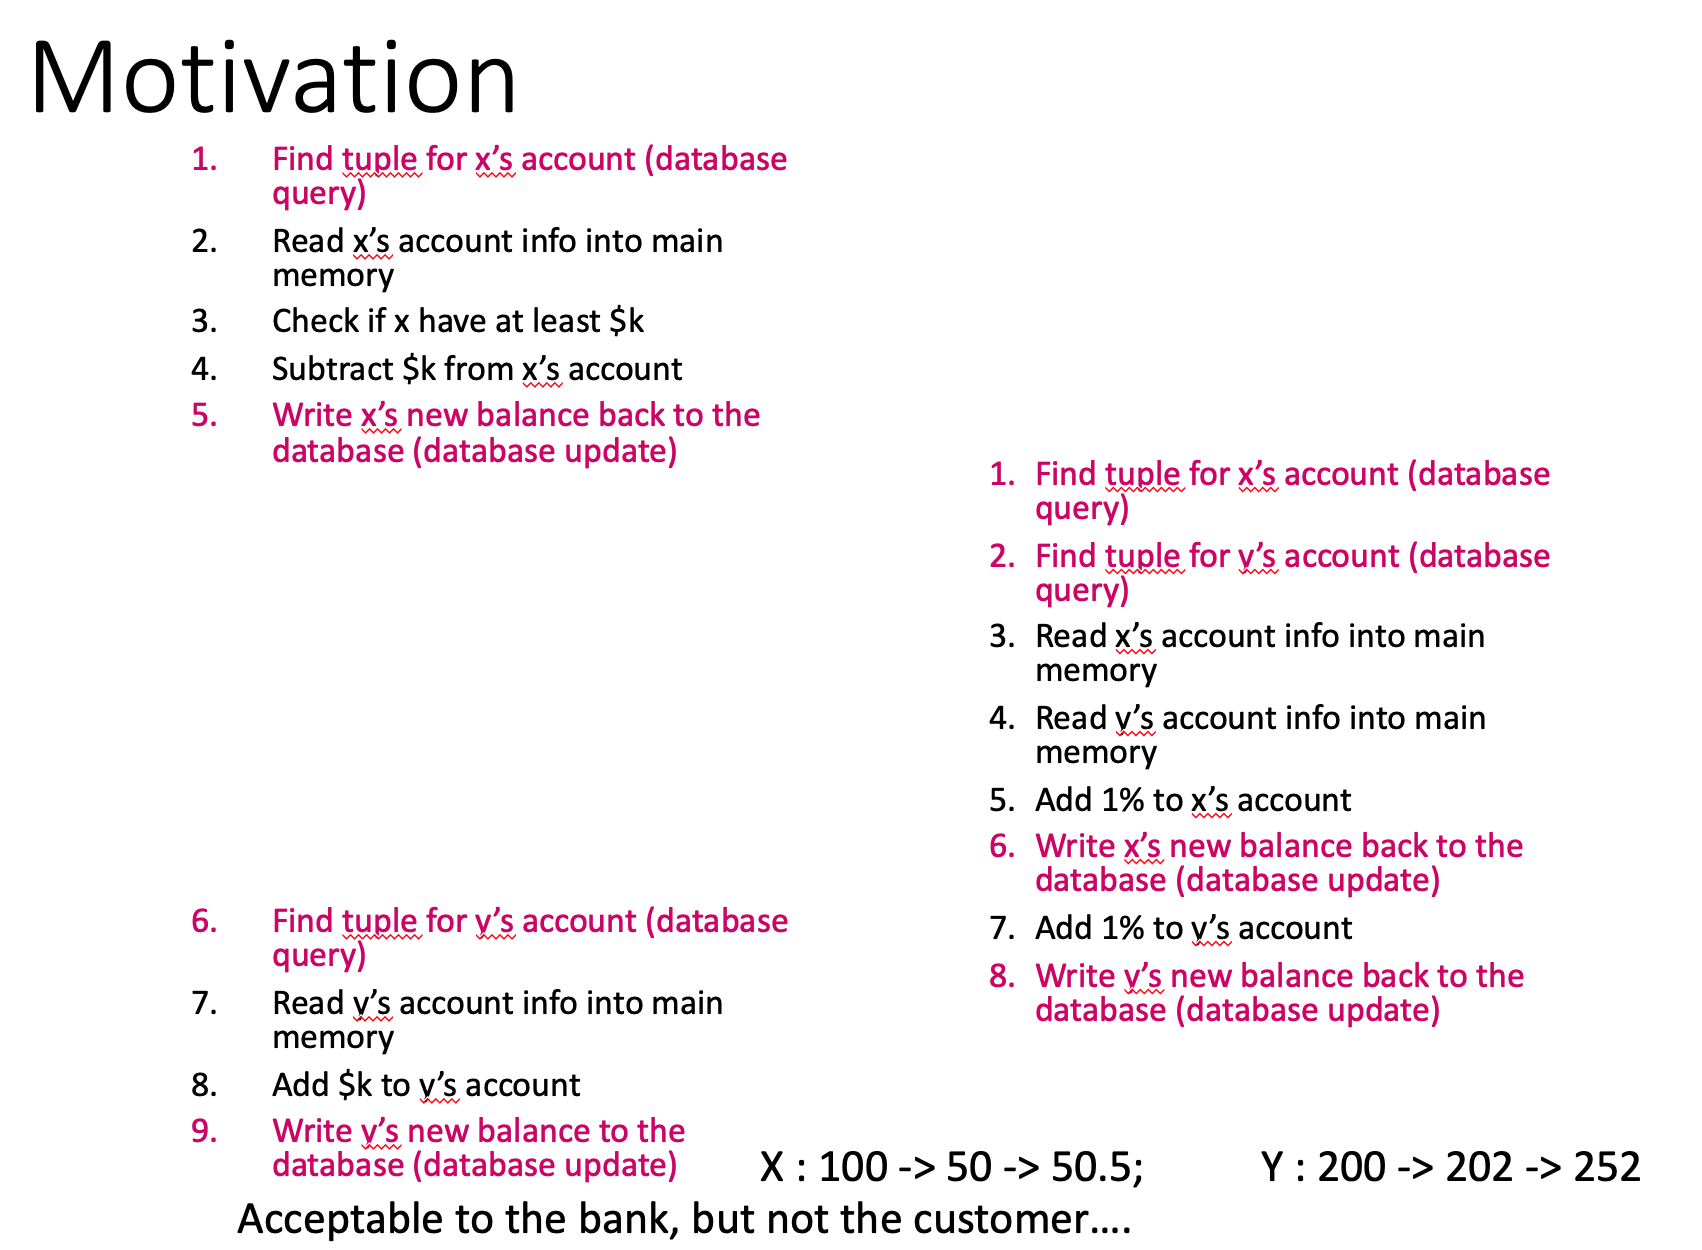 Motivation
1. Find tuple for x’s account (database
query)
2. Read x’s account info into main
memory
3. Check if x have at least $k
4. Subtract $k from x’s account
5. Write x’s new balance back to the
database (database update)
1. Find tuple for x’s account (database
query)
2. Find tuple for y’s account (database
query)
3. Read x’s account info into main
memory
4. Read y’s account info into main
memory
5. Add 1% to x’s account
6. Write x’s new balance back to the
database (database update)
7. Add 1% to y’s account
8. Write y’s new balance back to the
database (database update)
6. Find tuple for y’s account (database
query)
7. Read y’s account info into main
memory
8. Add $k to y’s account
9. Write y’s new balance to the
database (database update)
X : 100 -> 50 -> 50.5; Y : 200 -> 202 -> 252
Acceptable to the bank, but not the customer....